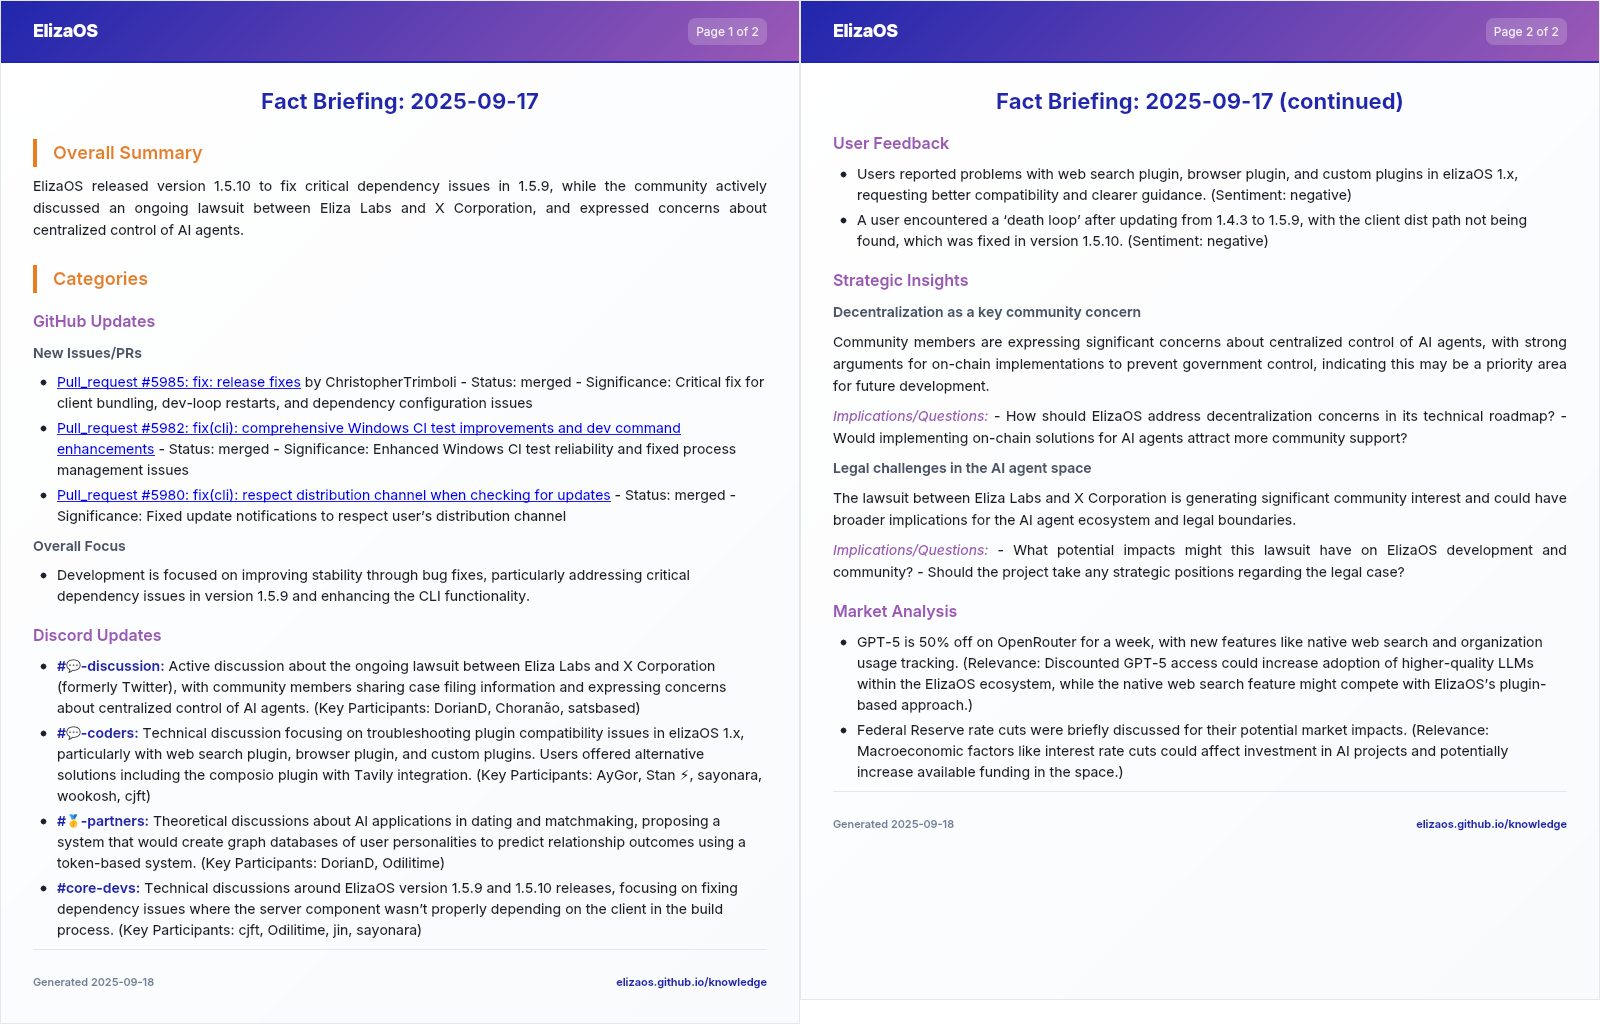 ElizaOS
Page 1 of 2
Fact Briefing: 2025-09-17
Overall Summary
ElizaOS released version 1.5.10 to fix critical dependency issues in 1.5.9, while the community actively
discussed an ongoing lawsuit between Eliza Labs and X Corporation, and expressed concerns about
centralized control of AI agents.
Categories
GitHub Updates
New Issues/PRs
• Pull_request #5985: fix: release fixes by ChristopherTrimboli - Status: merged - Significance: Critical fix for
client bundling, dev-loop restarts, and dependency configuration issues
• Pull_request #5982: fix(cli): comprehensive Windows CI test improvements and dev command
enhancements - Status: merged - Significance: Enhanced Windows CI test reliability and fixed process
management issues
• Pull_request #5980: fix(cli): respect distribution channel when checking for updates - Status: merged -
Significance: Fixed update notifications to respect user’s distribution channel
Overall Focus
• Development is focused on improving stability through bug fixes, particularly addressing critical
dependency issues in version 1.5.9 and enhancing the CLI functionality.
Discord Updates
• #💬-discussion: Active discussion about the ongoing lawsuit between Eliza Labs and X Corporation
(formerly Twitter), with community members sharing case filing information and expressing concerns
about centralized control of AI agents. (Key Participants: DorianD, Choranão, satsbased)
• #💬-coders: Technical discussion focusing on troubleshooting plugin compatibility issues in elizaOS 1.x,
particularly with web search plugin, browser plugin, and custom plugins. Users offered alternative
solutions including the composio plugin with Tavily integration. (Key Participants: AyGor, Stan ⚡, sayonara,
wookosh, cjft)
• #🥇-partners: Theoretical discussions about AI applications in dating and matchmaking, proposing a
system that would create graph databases of user personalities to predict relationship outcomes using a
token-based system. (Key Participants: DorianD, Odilitime)
• #core-devs: Technical discussions around ElizaOS version 1.5.9 and 1.5.10 releases, focusing on fixing
dependency issues where the server component wasn’t properly depending on the client in the build
process. (Key Participants: cjft, Odilitime, jin, sayonara)
Generated 2025-09-18
elizaos.github.io/knowledge
ElizaOS
Page 2 of 2
Fact Briefing: 2025-09-17 (continued)
User Feedback
• Users reported problems with web search plugin, browser plugin, and custom plugins in elizaOS 1.x,
requesting better compatibility and clearer guidance. (Sentiment: negative)
• A user encountered a ‘death loop’ after updating from 1.4.3 to 1.5.9, with the client dist path not being
found, which was fixed in version 1.5.10. (Sentiment: negative)
Strategic Insights
Decentralization as a key community concern
Community members are expressing significant concerns about centralized control of AI agents, with strong
arguments for on-chain implementations to prevent government control, indicating this may be a priority area
for future development.
Implications/Questions: - How should ElizaOS address decentralization concerns in its technical roadmap? -
Would implementing on-chain solutions for AI agents attract more community support?
Legal challenges in the AI agent space
The lawsuit between Eliza Labs and X Corporation is generating significant community interest and could have
broader implications for the AI agent ecosystem and legal boundaries.
Implications/Questions: - What potential impacts might this lawsuit have on ElizaOS development and
community? - Should the project take any strategic positions regarding the legal case?
Market Analysis
• GPT-5 is 50% off on OpenRouter for a week, with new features like native web search and organization
usage tracking. (Relevance: Discounted GPT-5 access could increase adoption of higher-quality LLMs
within the ElizaOS ecosystem, while the native web search feature might compete with ElizaOS’s plugin-
based approach.)
• Federal Reserve rate cuts were briefly discussed for their potential market impacts. (Relevance:
Macroeconomic factors like interest rate cuts could affect investment in AI projects and potentially
increase available funding in the space.)
Generated 2025-09-18
elizaos.github.io/knowledge